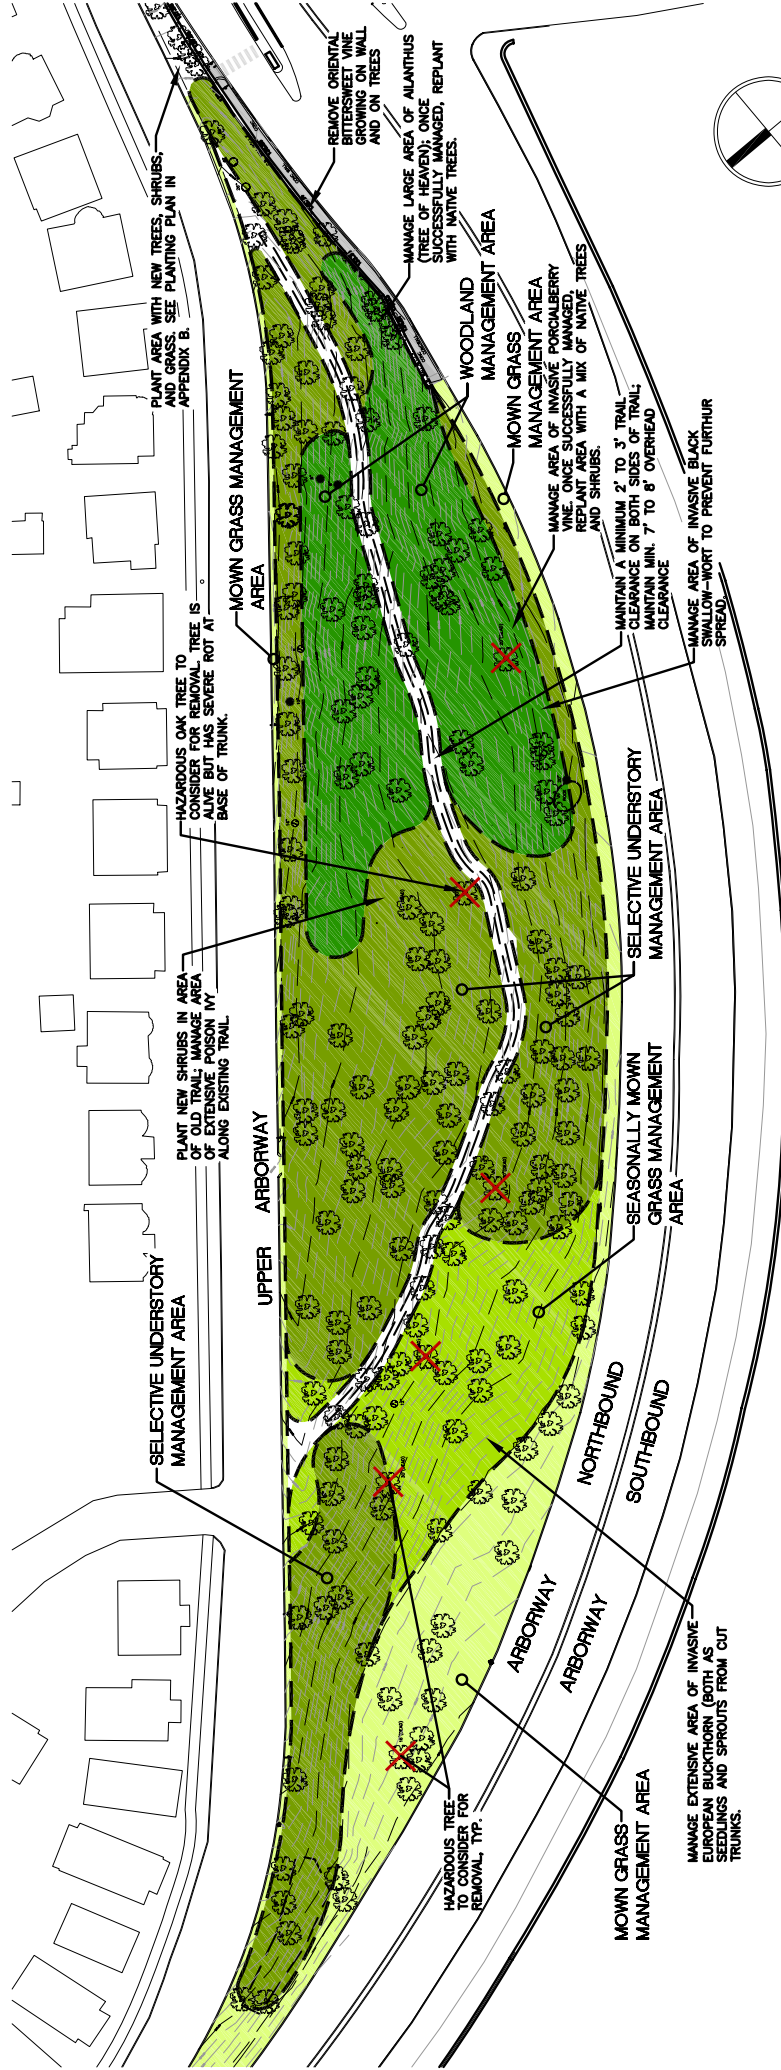 REMOVE ORIENTAL
BITTERSWEET VINE
GROWING ON WALL
AND ON TREES
MANAGE LARGE AREA OF AILANTHUS
(TREE OF HEAVEN); ONCE
SUCCESSFULLY MANAGED, REPLANT
WITH NATIVE TREES.
PLANT AREA WITH NEW TREES, SHRUBS,
AND GRASS. SEE PLANTING PLAN IN
APPENDIX B.
WOODLAND
MANAGEMENT AREA
MOWN GRASS
MANAGEMENT AREA
MANAGE AREA OF INVASIVE PORCIALBERRY
VINE. ONCE SUCCESSFULLY MANAGED,
REPLANT AREA WITH A MIX OF NATIVE TREES
AND SHRUBS.
MOWN GRASS MANAGEMENT
AREA
MAINTAIN A MINIMUM 2' TO 3' TRAIL
CLEARANCE ON BOTH SIDES OF TRAIL;
MAINTAIN MIN. 7' TO 8' OVERHEAD
CLEARANCE
MANAGE AREA OF INVASIVE BLACK
SWALLOW-WORT TO PREVENT FURTHUR
SPREAD.
HAZARDOUS OAK TREE TO
CONSIDER FOR REMOVAL. TREE IS
ALIVE BUT HAS SEVERE ROT AT
BASE OF TRUNK.
SELECTIVE UNDERSTORY
MANAGEMENT AREA
PLANT NEW SHRUBS IN AREA
OF OLD TRAIL; MANAGE AREA
OF EXTENSIVE POISON IVY
ALONG EXISTING TRAIL.
SEASONALLY MOWN
GRASS MANAGEMENT
AREA
UPPER ARBORWAY
SELECTIVE UNDERSTORY
MANAGEMENT AREA
NORTHBOUND
SOUTHBOUND
ARBORWAY
ARBORWAY
MANAGE EXTENSIVE AREA OF INVASIVE
EUROPEAN BUCKTHORN (BOTH AS
SEEDLINGS AND SPROUTS FROM CUT
TRUNKS.
HAZARDOUS TREE
TO CONSIDER FOR
REMOVAL, TYP.
MOWN GRASS
MANAGEMENT AREA